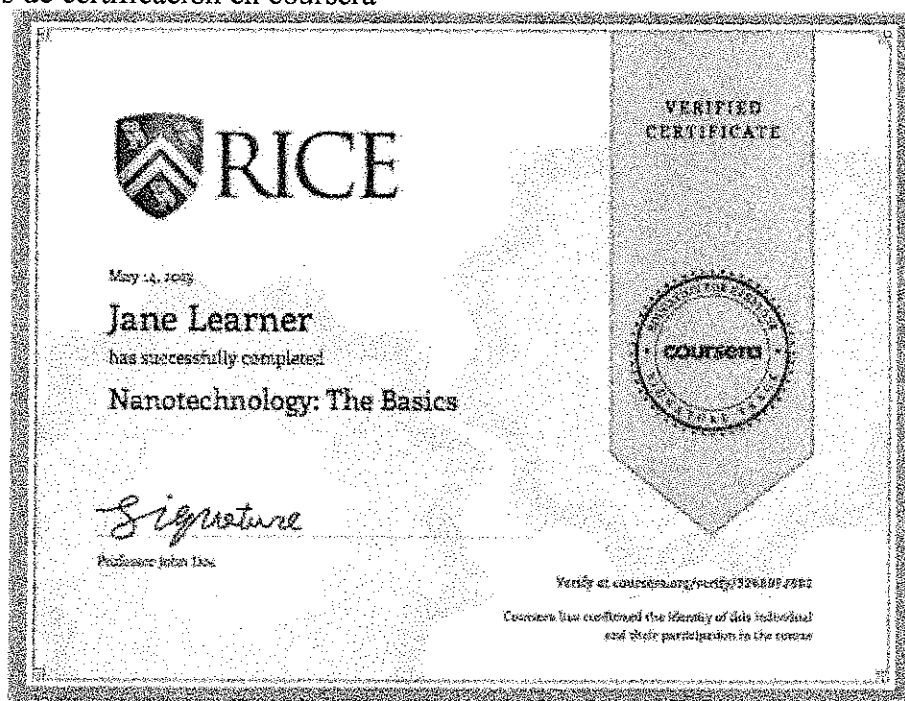 de certificación en coursera
VERIFIED
CERTIFICATE
RICE
May 14,
Jane Learner
has successfully completed
Nanotechnology: The Basics
coursera
Signature
Professor John Doe
Verify at coursera.org/verify/
Coursera has confirmed the identity of this individual
and their participation in the course